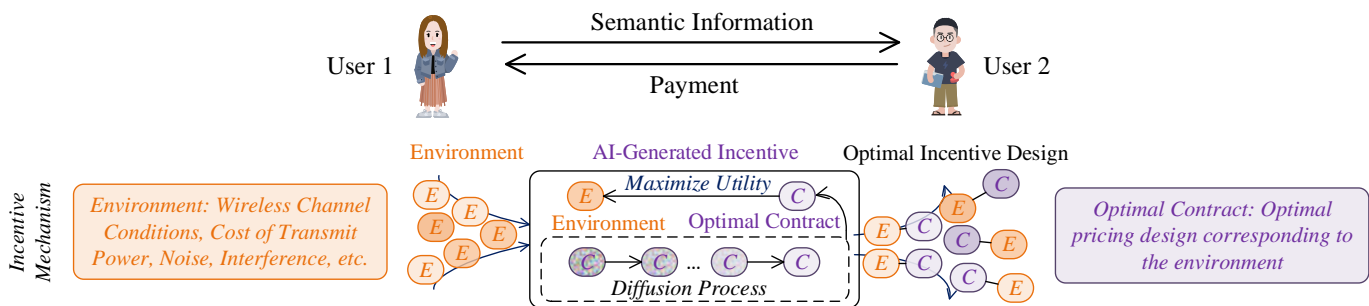 Semantic Information
User 1
User 2
Payment
Incentive
Mechanism
Environment
AI-Generated Incentive
Optimal Incentive Design
Environment: Wireless Channel
Conditions, Cost of Transmit
Power, Noise, Interference, etc.
E
E
E
E
E
E
E
Maximize Utility
C
Environment
Optimal Contract
C
C
...
C
C
Diffusion Process
E
C
E
C
C
E
C
E
C
E
Optimal Contract: Optimal
pricing design corresponding to
the environment